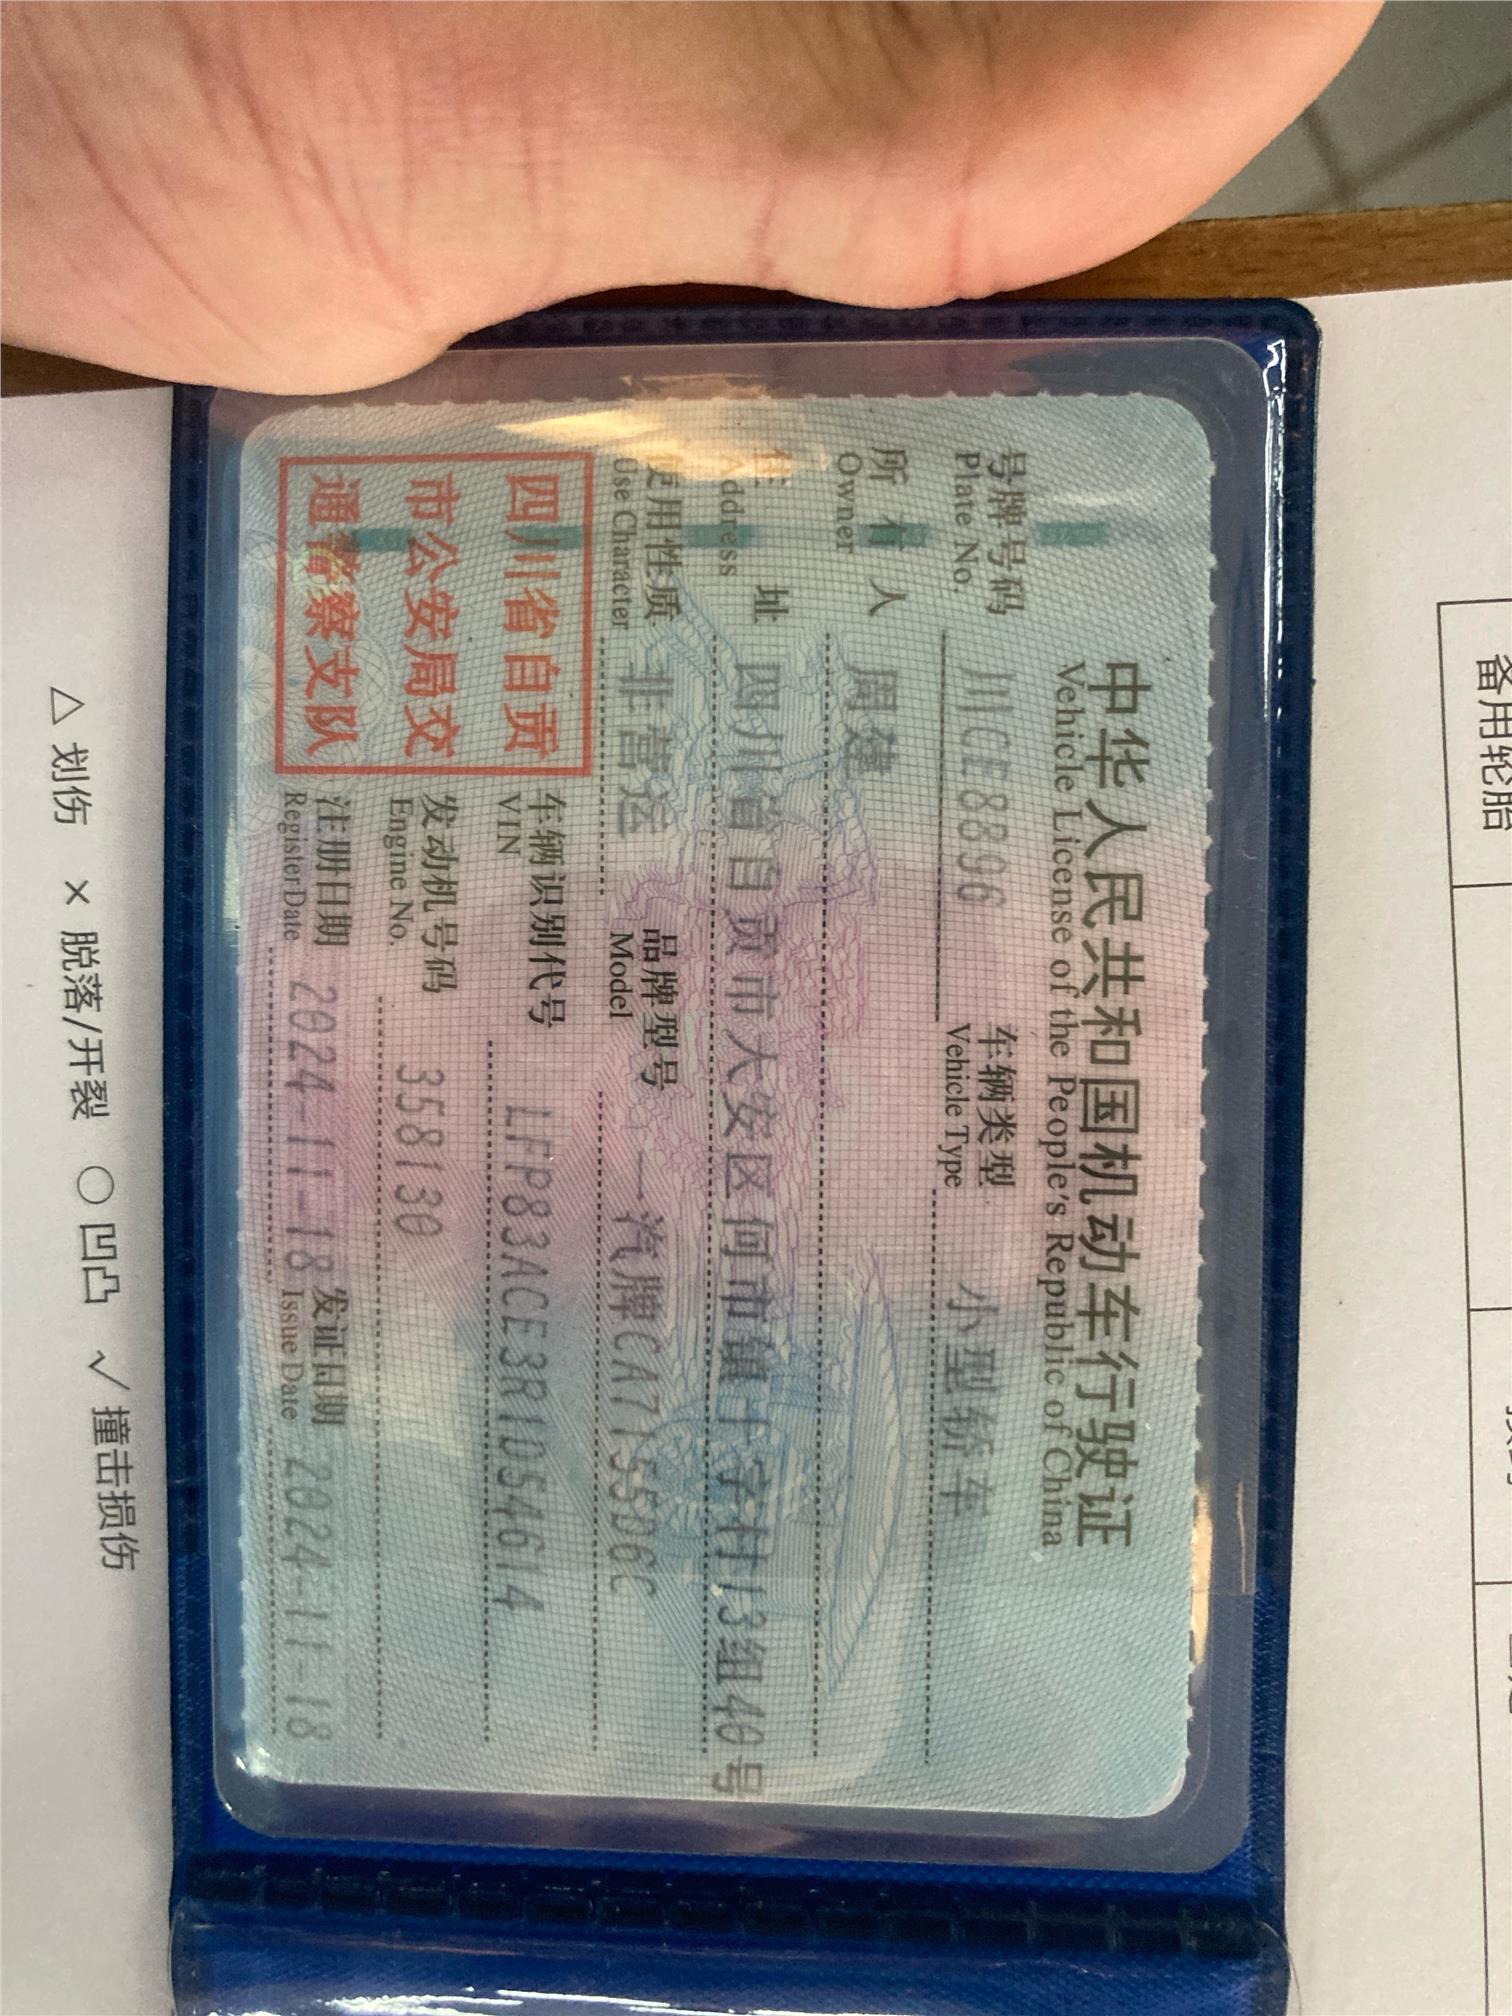 中华人民共和国机动车行驶证
Vehicle License of the People's Republic of China
号牌号码 川CE8896 车辆类型 小型轿车
Plate No. Vehicle Type
所有人 周建
Owner
住址 四川省自贡市大安区何市镇千字村13组40号
Address
使用性质 非营运 品牌型号 一汽牌CA7155D6C
Use Character Model
四川省自贡
市公安局交
通警察支队
车辆识别代号 LFP83ACE3R1D54614
VIN
发动机号码 358130
Engine No.
注册日期 2024-11-18 发证日期 2024-11-18
Register Date Issue Date
备用轮胎
△ 划伤 × 脱落/开裂 ○ 凹凸 √ 撞击损伤